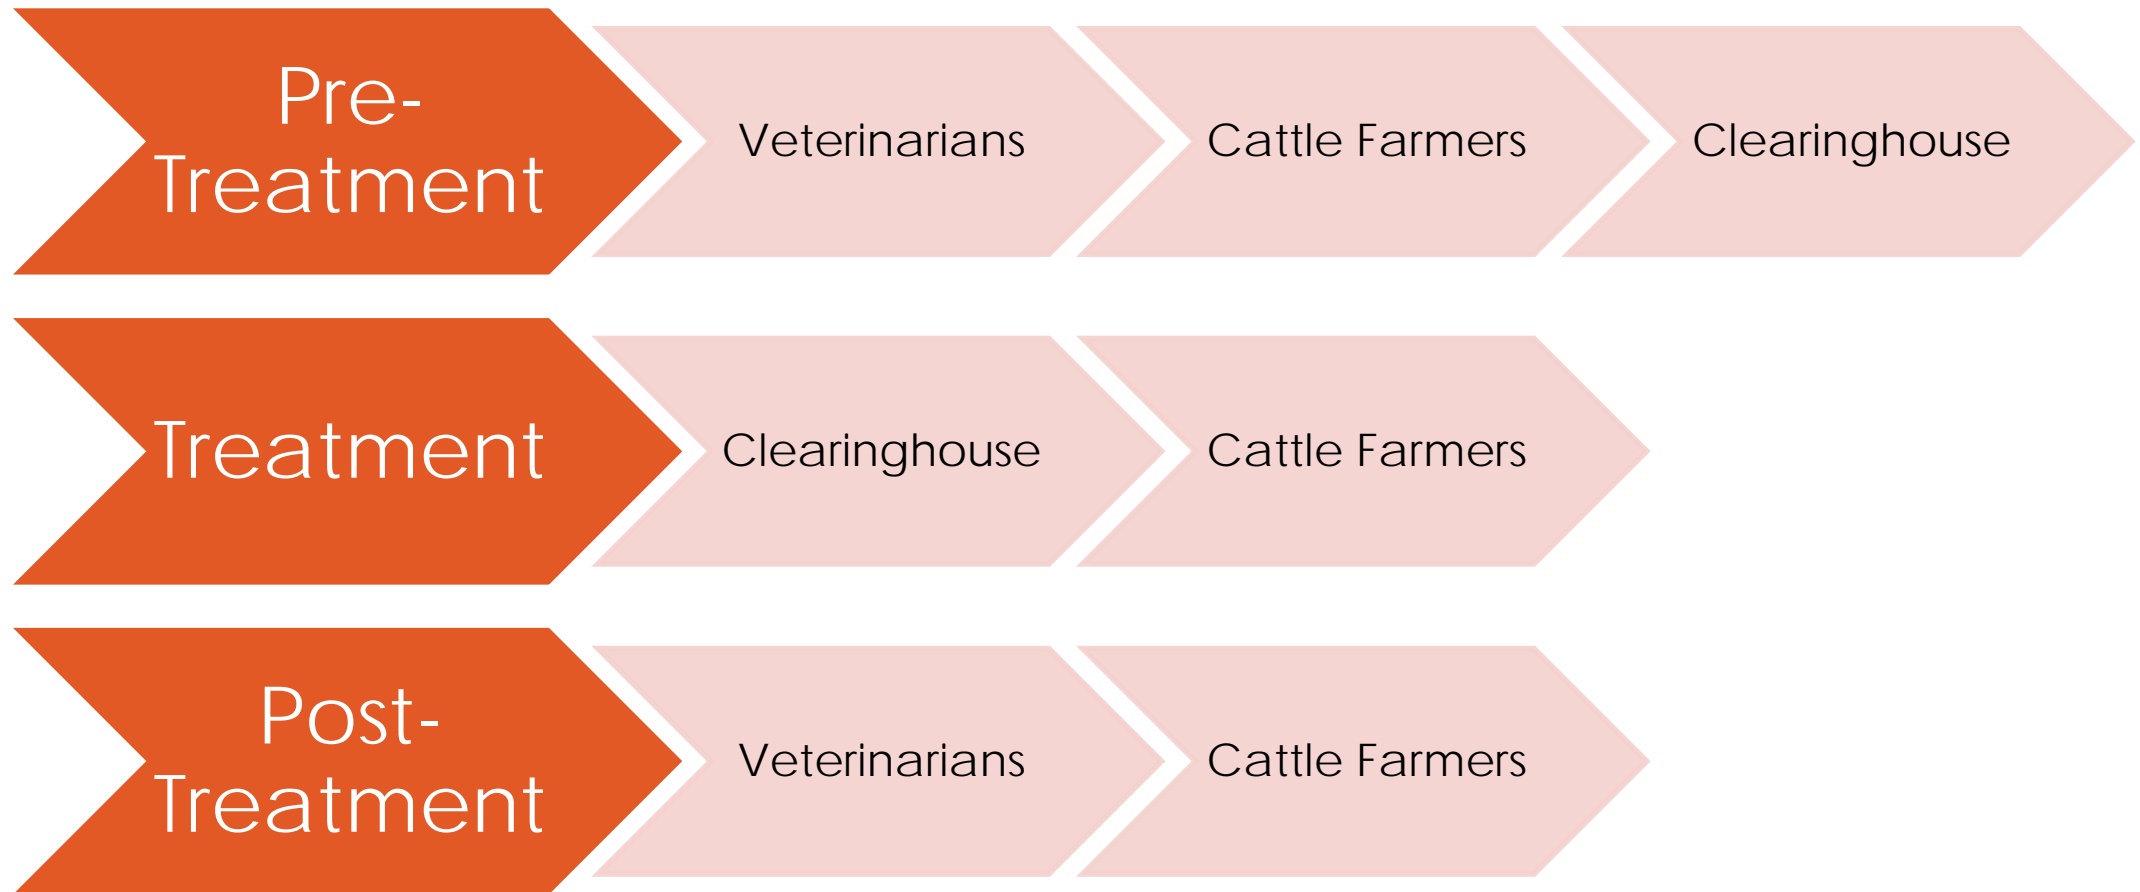 Pre-
Treatment
Veterinarians
Cattle Farmers
Clearinghouse
Treatment
Clearinghouse
Cattle Farmers
Post-
Treatment
Veterinarians
Cattle Farmers